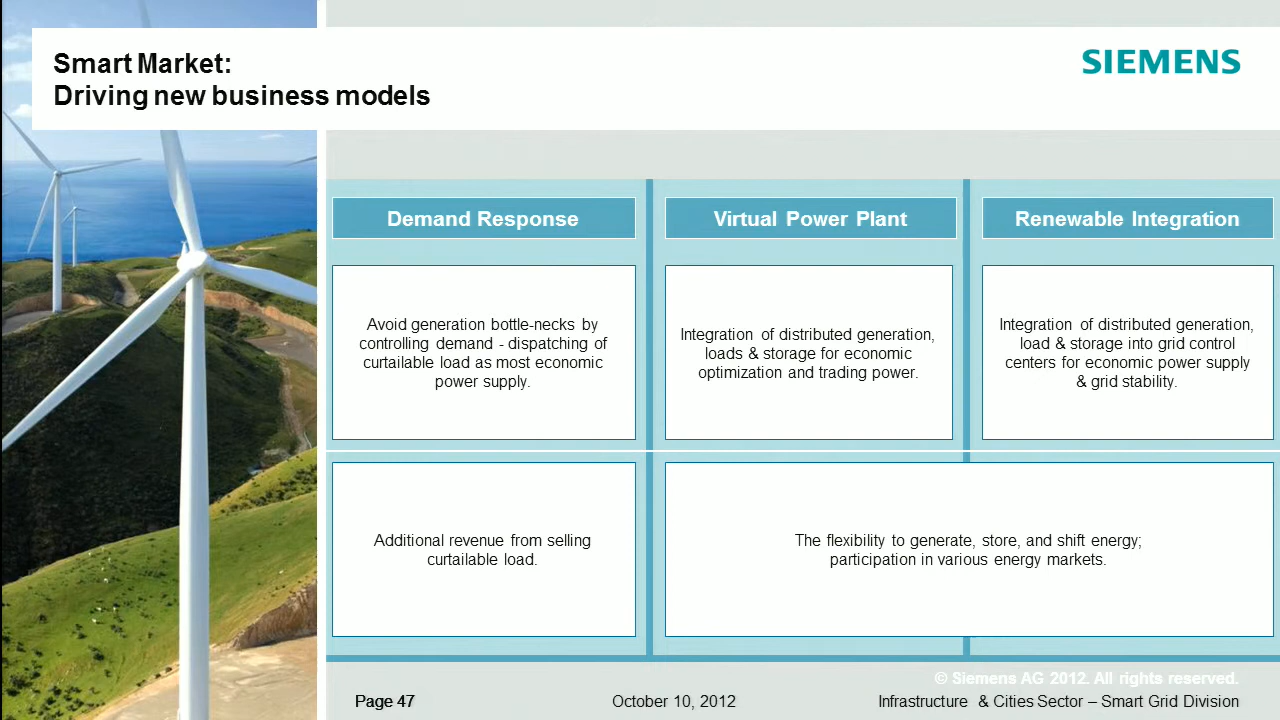 Smart Market:
Driving new business models
SIEMENS
Demand Response
Virtual Power Plant
Renewable Integration
Avoid generation bottle-necks by
controlling demand - dispatching of
curtailable load as most economic
power supply.
Integration of distributed generation,
loads & storage for economic
optimization and trading power.
Integration of distributed generation,
load & storage into grid control
centers for economic power supply
& grid stability.
Additional revenue from selling
curtailable load.
The flexibility to generate, store, and shift energy;
participation in various energy markets.
© Siemens AG 2012. All rights reserved.
Page 47
October 10, 2012
Infrastructure & Cities Sector – Smart Grid Division